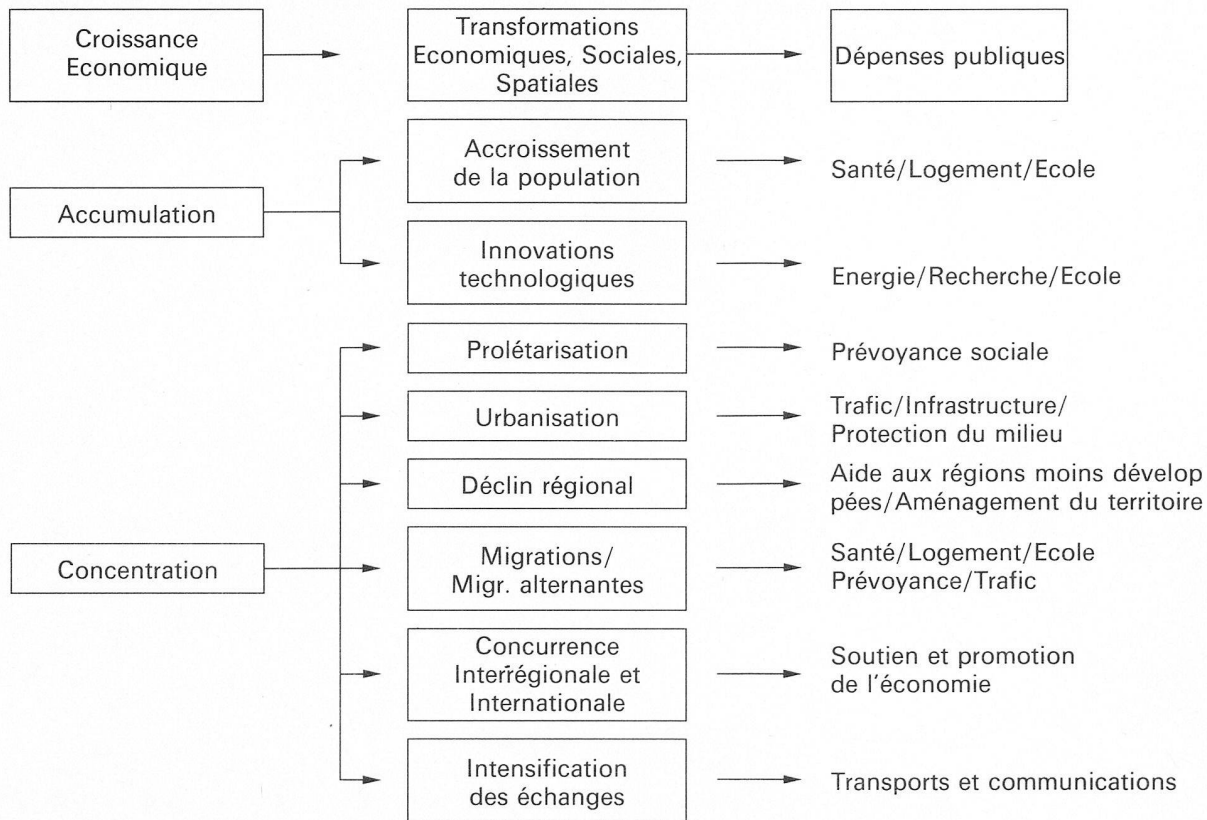 Croissance
Economique
Transformations
Economiques, Sociales,
Spatiales
Dépenses publiques
Accumulation
Accroissement
de la population
Santé/Logement/Ecole
Innovations
technologiques
Energie/Recherche/Ecole
Concentration
Prolétarisation
Prévoyance sociale
Urbanisation
Trafic/Infrastructure/
Protection du milieu
Déclin régional
Aide aux régions moins dévelop
pées/Aménagement du territoire
Migrations/
Migr. alternantes
Santé/Logement/Ecole
Prévoyance/Trafic
Concurrence
Interrégionale et
Internationale
Soutien et promotion
de l'économie
Intensification
des échanges
Transports et communications